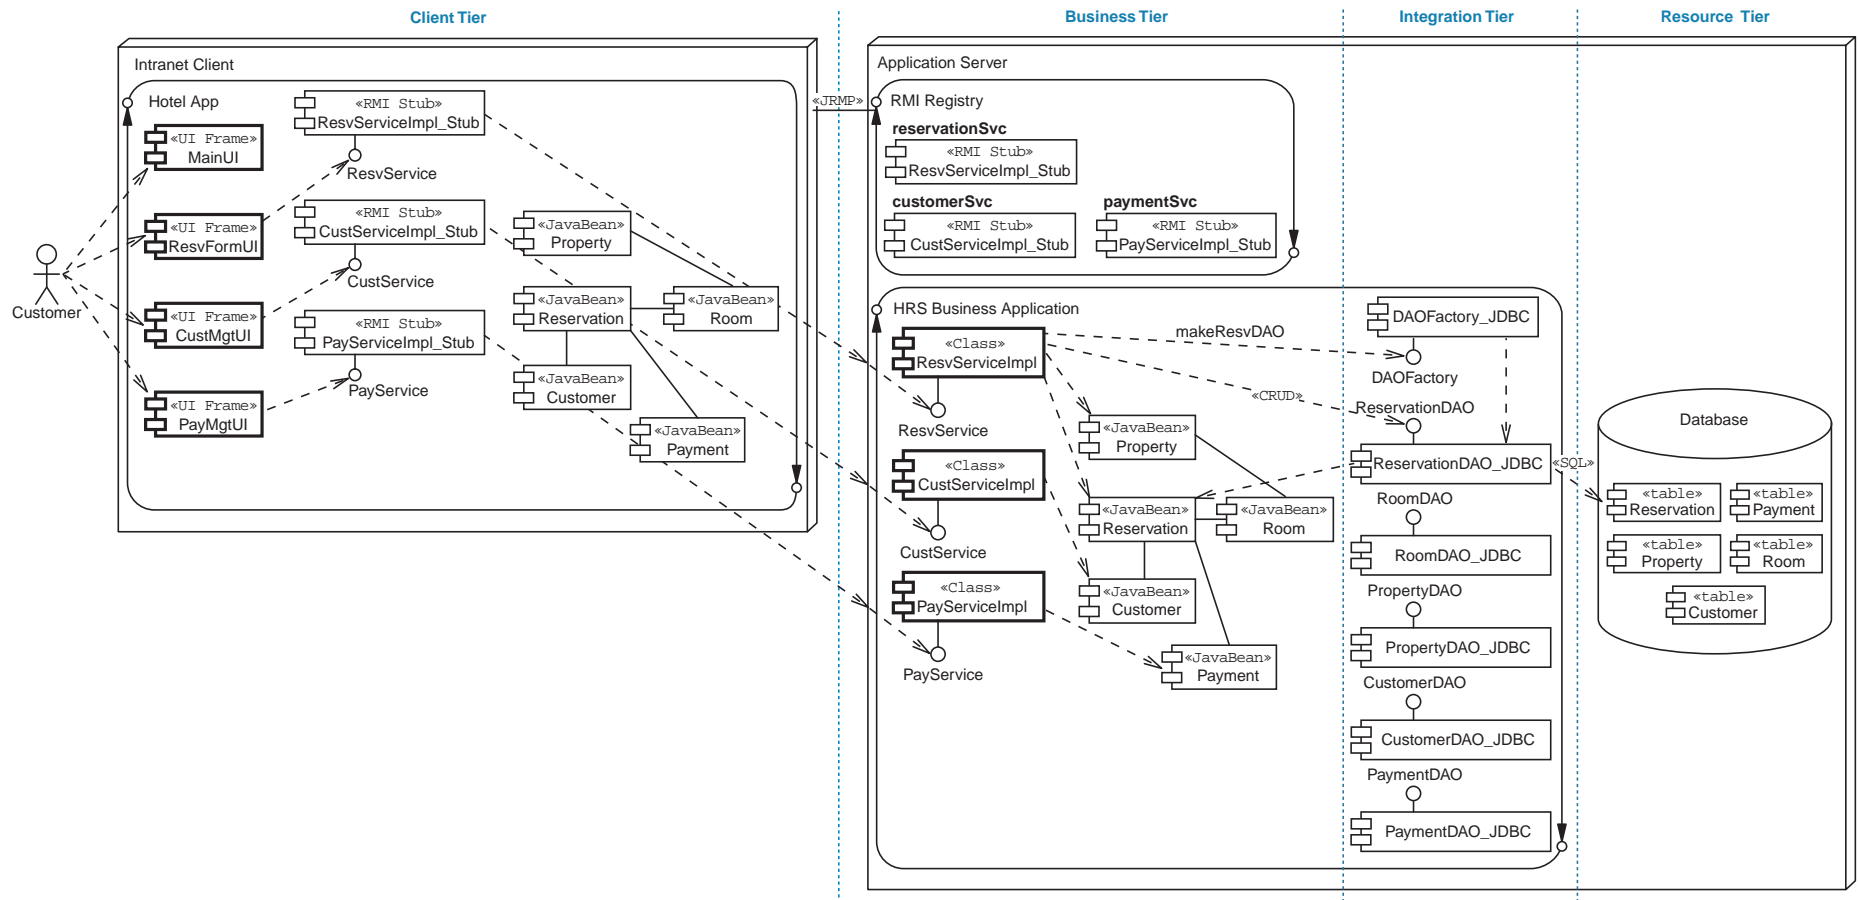 Client Tier
Business Tier
Integration Tier
Resource Tier
Intranet Client
Hotel App
«UI Frame»
MainUI
«UI Frame»
ResvFormUI
«UI Frame»
CustMgtUI
«UI Frame»
PayMgtUI
Customer
«RMI Stub»
ResvServiceImpl_Stub
ResvService
«RMI Stub»
CustServiceImpl_Stub
CustService
«RMI Stub»
PayServiceImpl_Stub
PayService
«JavaBean»
Property
«JavaBean»
Reservation
«JavaBean»
Room
«JavaBean»
Customer
«JavaBean»
Payment
«JRMP»
Application Server
RMI Registry
reservationSvc
«RMI Stub»
ResvServiceImpl_Stub
customerSvc
«RMI Stub»
CustServiceImpl_Stub
paymentSvc
«RMI Stub»
PayServiceImpl_Stub
HRS Business Application
«Class»
ResvServiceImpl
ResvService
«Class»
CustServiceImpl
CustService
«Class»
PayServiceImpl
PayService
makeResvDAO
«CRUD»
«JavaBean»
Property
«JavaBean»
Reservation
«JavaBean»
Room
«JavaBean»
Customer
«JavaBean»
Payment
DAOFactory_JDBC
DAOFactory
ReservationDAO
ReservationDAO_JDBC
RoomDAO
RoomDAO_JDBC
PropertyDAO
PropertyDAO_JDBC
CustomerDAO
CustomerDAO_JDBC
PaymentDAO
PaymentDAO_JDBC
«SQL»
Database
«table»
Reservation
«table»
Payment
«table»
Property
«table»
Room
«table»
Customer